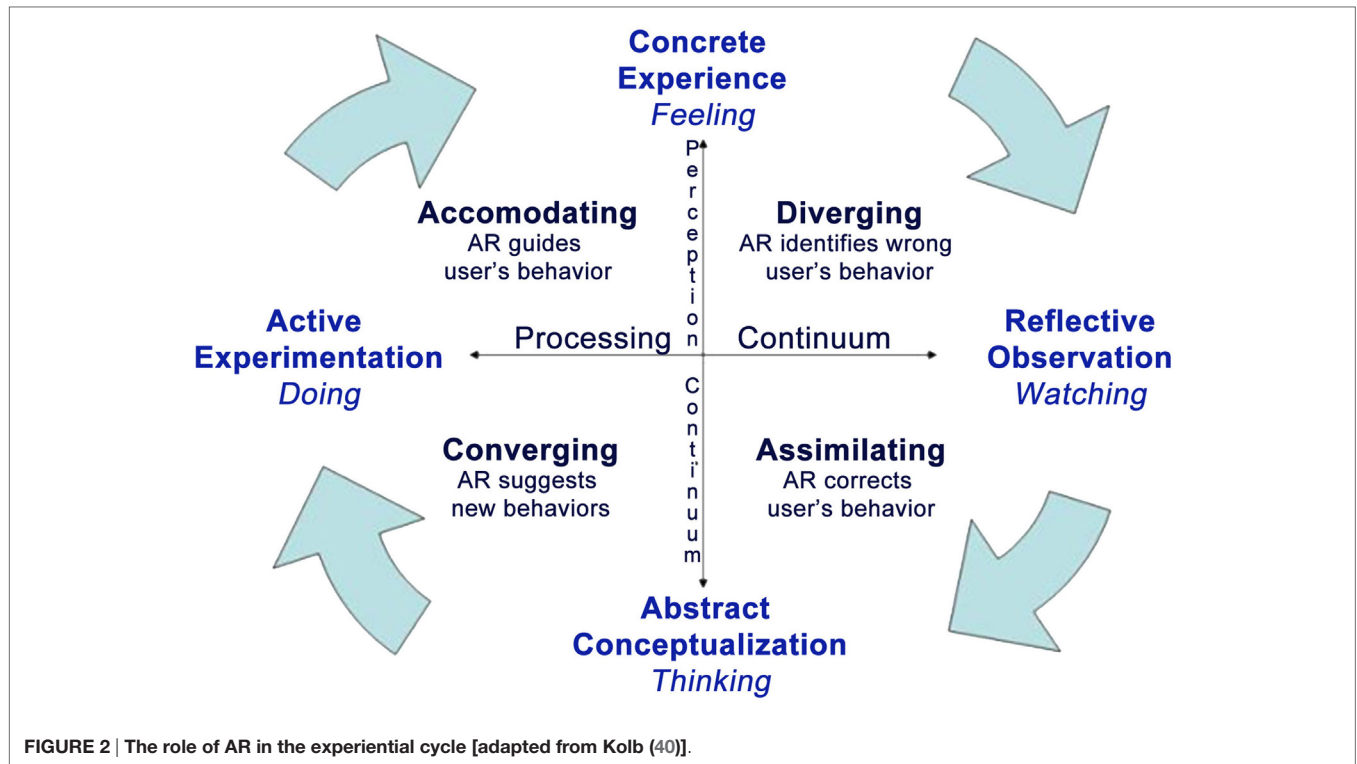 Concrete
Experience
Feeling
Perception
Accomodating
AR guides
user's behavior
Diverging
AR identifies wrong
user's behavior
Active
Experimentation
Doing
Processing
Continuum
Reflective
Observation
Watching
Continuum
Converging
AR suggests
new behaviors
Assimilating
AR corrects
user's behavior
Abstract
Conceptualization
Thinking
FIGURE 2 | The role of AR in the experiential cycle [adapted from Kolb (40)].